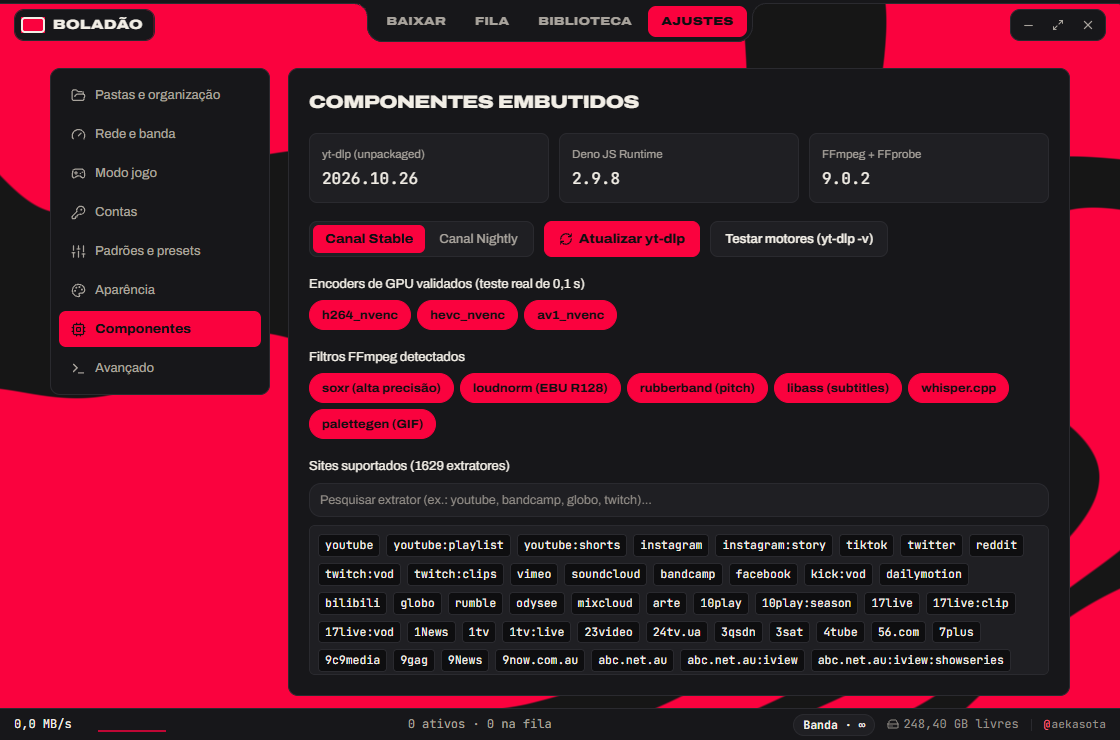 BOLADÃO
BAIXAR FILA BIBLIOTECA AJUSTES
Pastas e organização
Rede e banda
Modo jogo
Contas
Padrões e presets
Aparência
Componentes
Avançado
COMPONENTES EMBUTIDOS
yt-dlp (unpackaged) Deno JS Runtime FFmpeg + FFprobe
2026.10.26 2.9.8 9.0.2
Canal Stable Canal Nightly Atualizar yt-dlp Testar motores (yt-dlp -v)
Encoders de GPU validados (teste real de 0,1 s)
h264_nvenc hevc_nvenc av1_nvenc
Filtros FFmpeg detectados
soxr (alta precisão) loudnorm (EBU R128) rubberband (pitch) libass (subtitles) whisper.cpp
palettegen (GIF)
Sites suportados (1629 extratores)
Pesquisar extrator (ex.: youtube, bandcamp, globo, twitch)...
youtube youtube:playlist youtube:shorts instagram instagram:story tiktok twitter reddit
twitch:vod twitch:clips vimeo soundcloud bandcamp facebook kick:vod dailymotion
bilibili globo rumble odysee mixcloud arte 10play 10play:season 17live 17live:clip
17live:vod 1News 1tv 1tv:live 23video 24tv.ua 3qsdn 3sat 4tube 56.com 7plus
9c9media 9gag 9News 9now.com.au abc.net.au abc.net.au:iview abc.net.au:iview:showseries
0,0 MB/s 0 ativos · 0 na fila Banda · ∞ 248,40 GB livres @aekasota